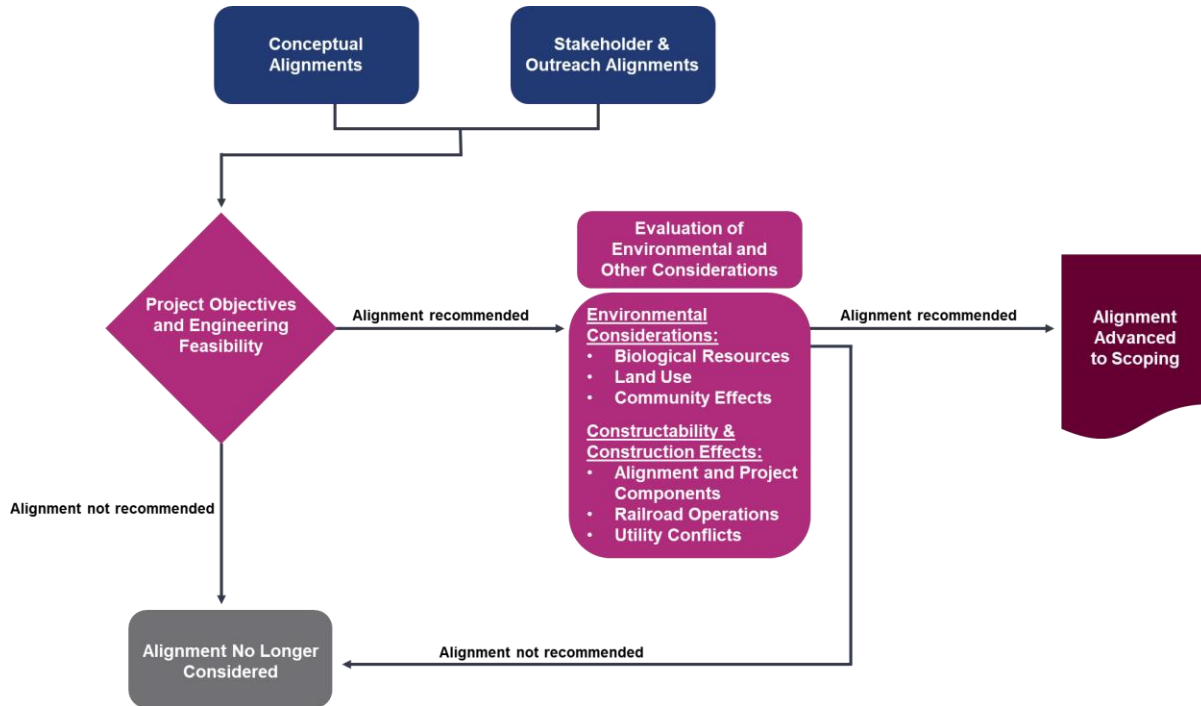 Conceptual
Alignments
Stakeholder &
Outreach Alignments
Project Objectives
and Engineering
Feasibility
Alignment recommended
Evaluation of
Environmental and
Other Considerations
Environmental
Considerations:
• Biological Resources
• Land Use
• Community Effects
Constructability &
Construction Effects:
• Alignment and Project
Components
• Railroad Operations
• Utility Conflicts
Alignment recommended
Alignment
Advanced
to Scoping
Alignment not recommended
Alignment No Longer
Considered
Alignment not recommended